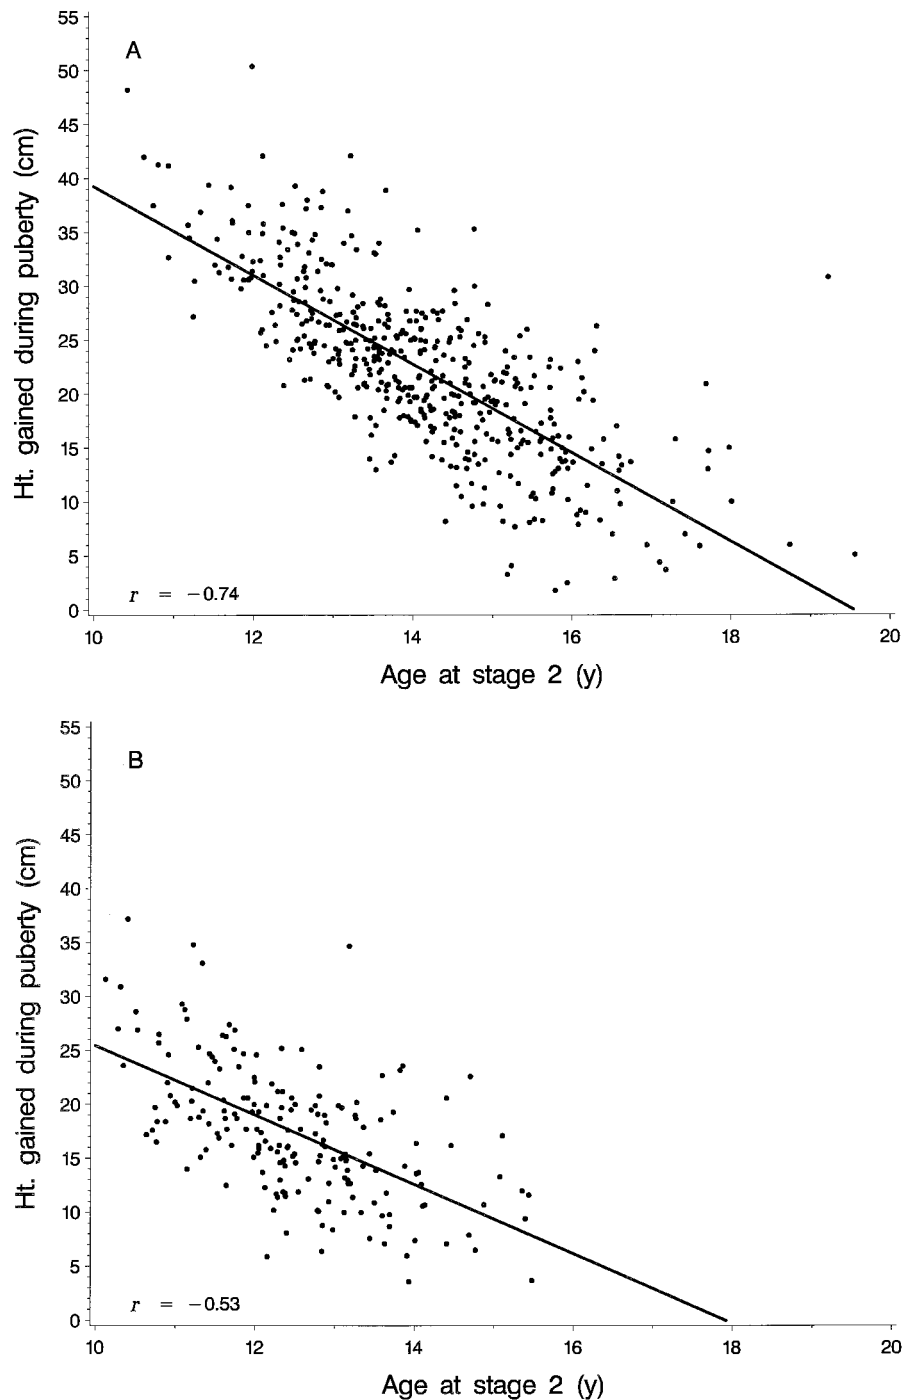 55
A
50
45
40
35
30
25
20
15
10
5
r = −0.74
0
10 12 14 16 18 20
Ht. gained during puberty (cm)
Age at stage 2 (y)
55
B
50
45
40
35
30
25
20
15
10
5
r = −0.53
0
10 12 14 16 18 20
Ht. gained during puberty (cm)
Age at stage 2 (y)